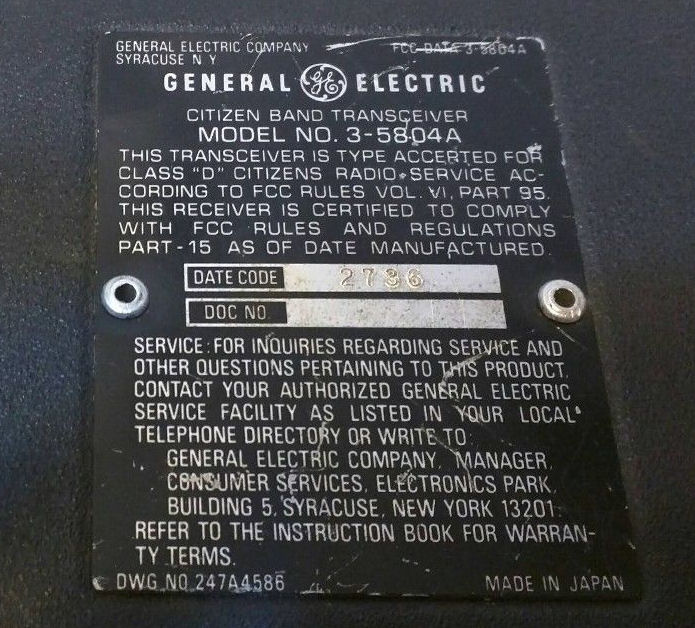 GENERAL ELECTRIC COMPANY FCC DATA 3-5804A
SYRACUSE N Y
GENERAL GE ELECTRIC
CITIZEN BAND TRANSCEIVER
MODEL NO. 3-5804A
THIS TRANSCEIVER IS TYPE ACCERTED FOR
CLASS "D" CITIZENS RADIO SERVICE AC-
CORDING TO FCC RULES VOL. VI, PART 95.
THIS RECEIVER IS CERTIFIED TO COMPLY
WITH FCC RULES AND REGULATIONS
PART-15 AS OF DATE MANUFACTURED.
DATE CODE 2736
DOC NO.
SERVICE: FOR INQUIRIES REGARDING SERVICE AND
OTHER QUESTIONS PERTAINING TO THIS PRODUCT,
CONTACT YOUR AUTHORIZED GENERAL ELECTRIC
SERVICE FACILITY AS LISTED IN YOUR LOCAL
TELEPHONE DIRECTORY OR WRITE TO
GENERAL ELECTRIC COMPANY, MANAGER,
CONSUMER SERVICES, ELECTRONICS PARK,
BUILDING 5, SYRACUSE, NEW YORK 13201.
REFER TO THE INSTRUCTION BOOK FOR WARRAN-
TY TERMS.
DWG.NO.247A4586 MADE IN JAPAN